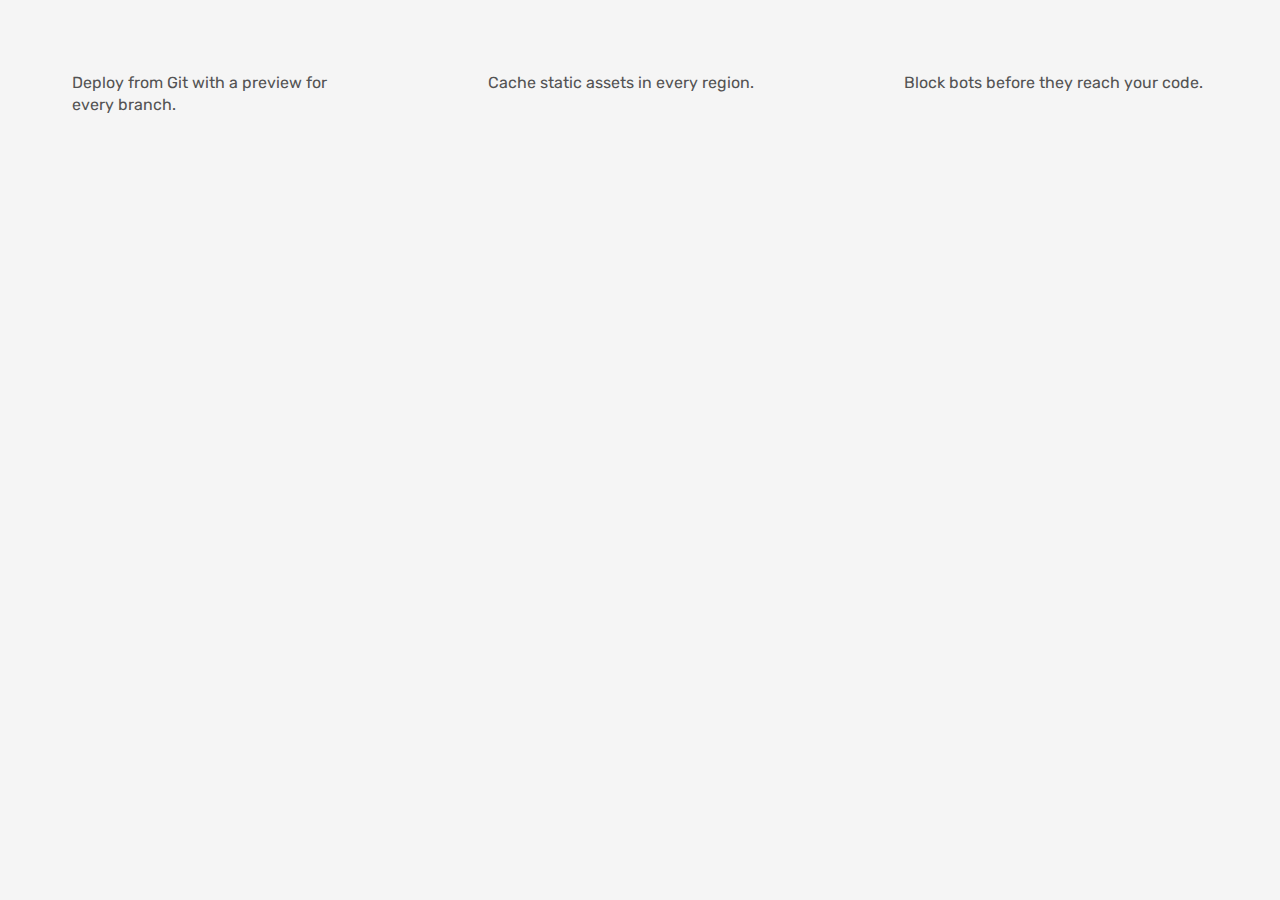 Deploy from Git with a preview for
every branch.
Cache static assets in every region.
Block bots before they reach your code.